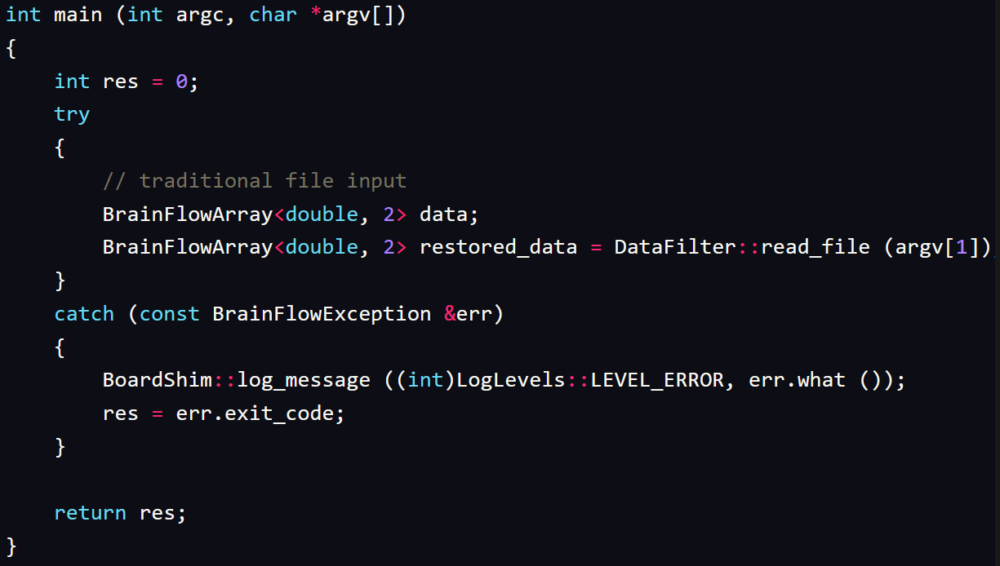 int main (int argc, char *argv[])
{
    int res = 0;
    try
    {
        // traditional file input
        BrainFlowArray<double, 2> data;
        BrainFlowArray<double, 2> restored_data = DataFilter::read_file (argv[1]);
    }
    catch (const BrainFlowException &err)
    {
        BoardShim::log_message ((int)LogLevels::LEVEL_ERROR, err.what ());
        res = err.exit_code;
    }

    return res;
}